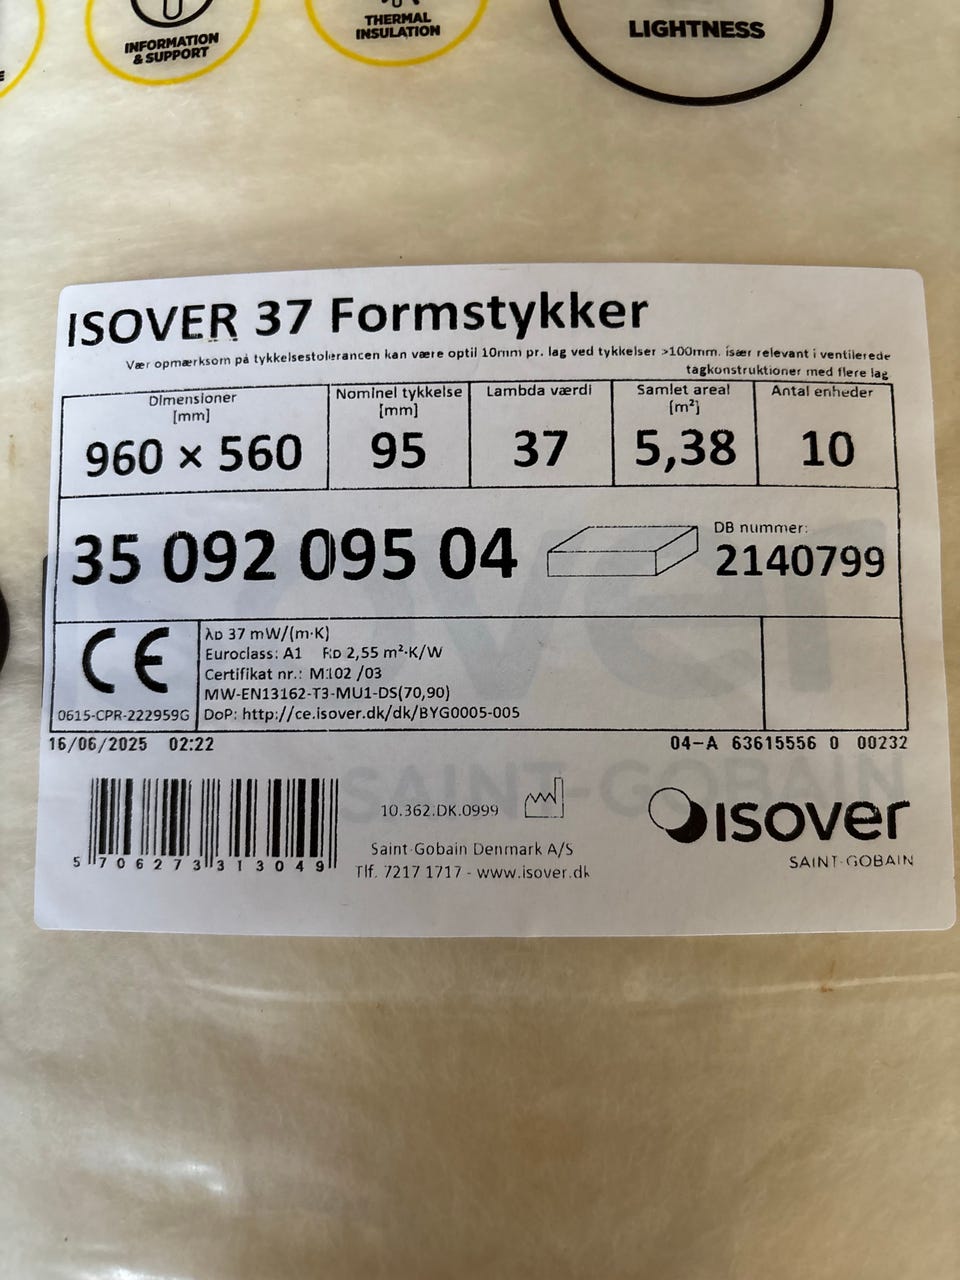 INFORMATION
& SUPPORT
THERMAL
INSULATION
LIGHTNESS
ISOVER 37 Formstykker
Vær opmærksom på tykkelsestolerancen kan være optil 10mm pr. lag ved tykkelser >100mm. især relevant i ventilerede
tagkonstruktioner med flere lag
Dimensioner
[mm]
960 × 560
Nominel tykkelse
[mm]
95
Lambda værdi
37
Samlet areal
[m²]
5,38
Antal enheder
10
35 092 095 04
DB nummer:
2140799
CE
0615-CPR-222959G
λD 37 mW/(m·K)
Euroclass: A1 RD 2,55 m²·K/W
Certifikat nr.: M102 /03
MW-EN13162-T3-MU1-DS(70,90)
DoP: http://ce.isover.dk/dk/BYG0005-005
16/06/2025 02:22
04-A 63615556 0 00232
5 706273 313049
10.362.DK.0999
Saint-Gobain Denmark A/S
Tlf. 7217 1717 - www.isover.dk
isover
SAINT-GOBAIN